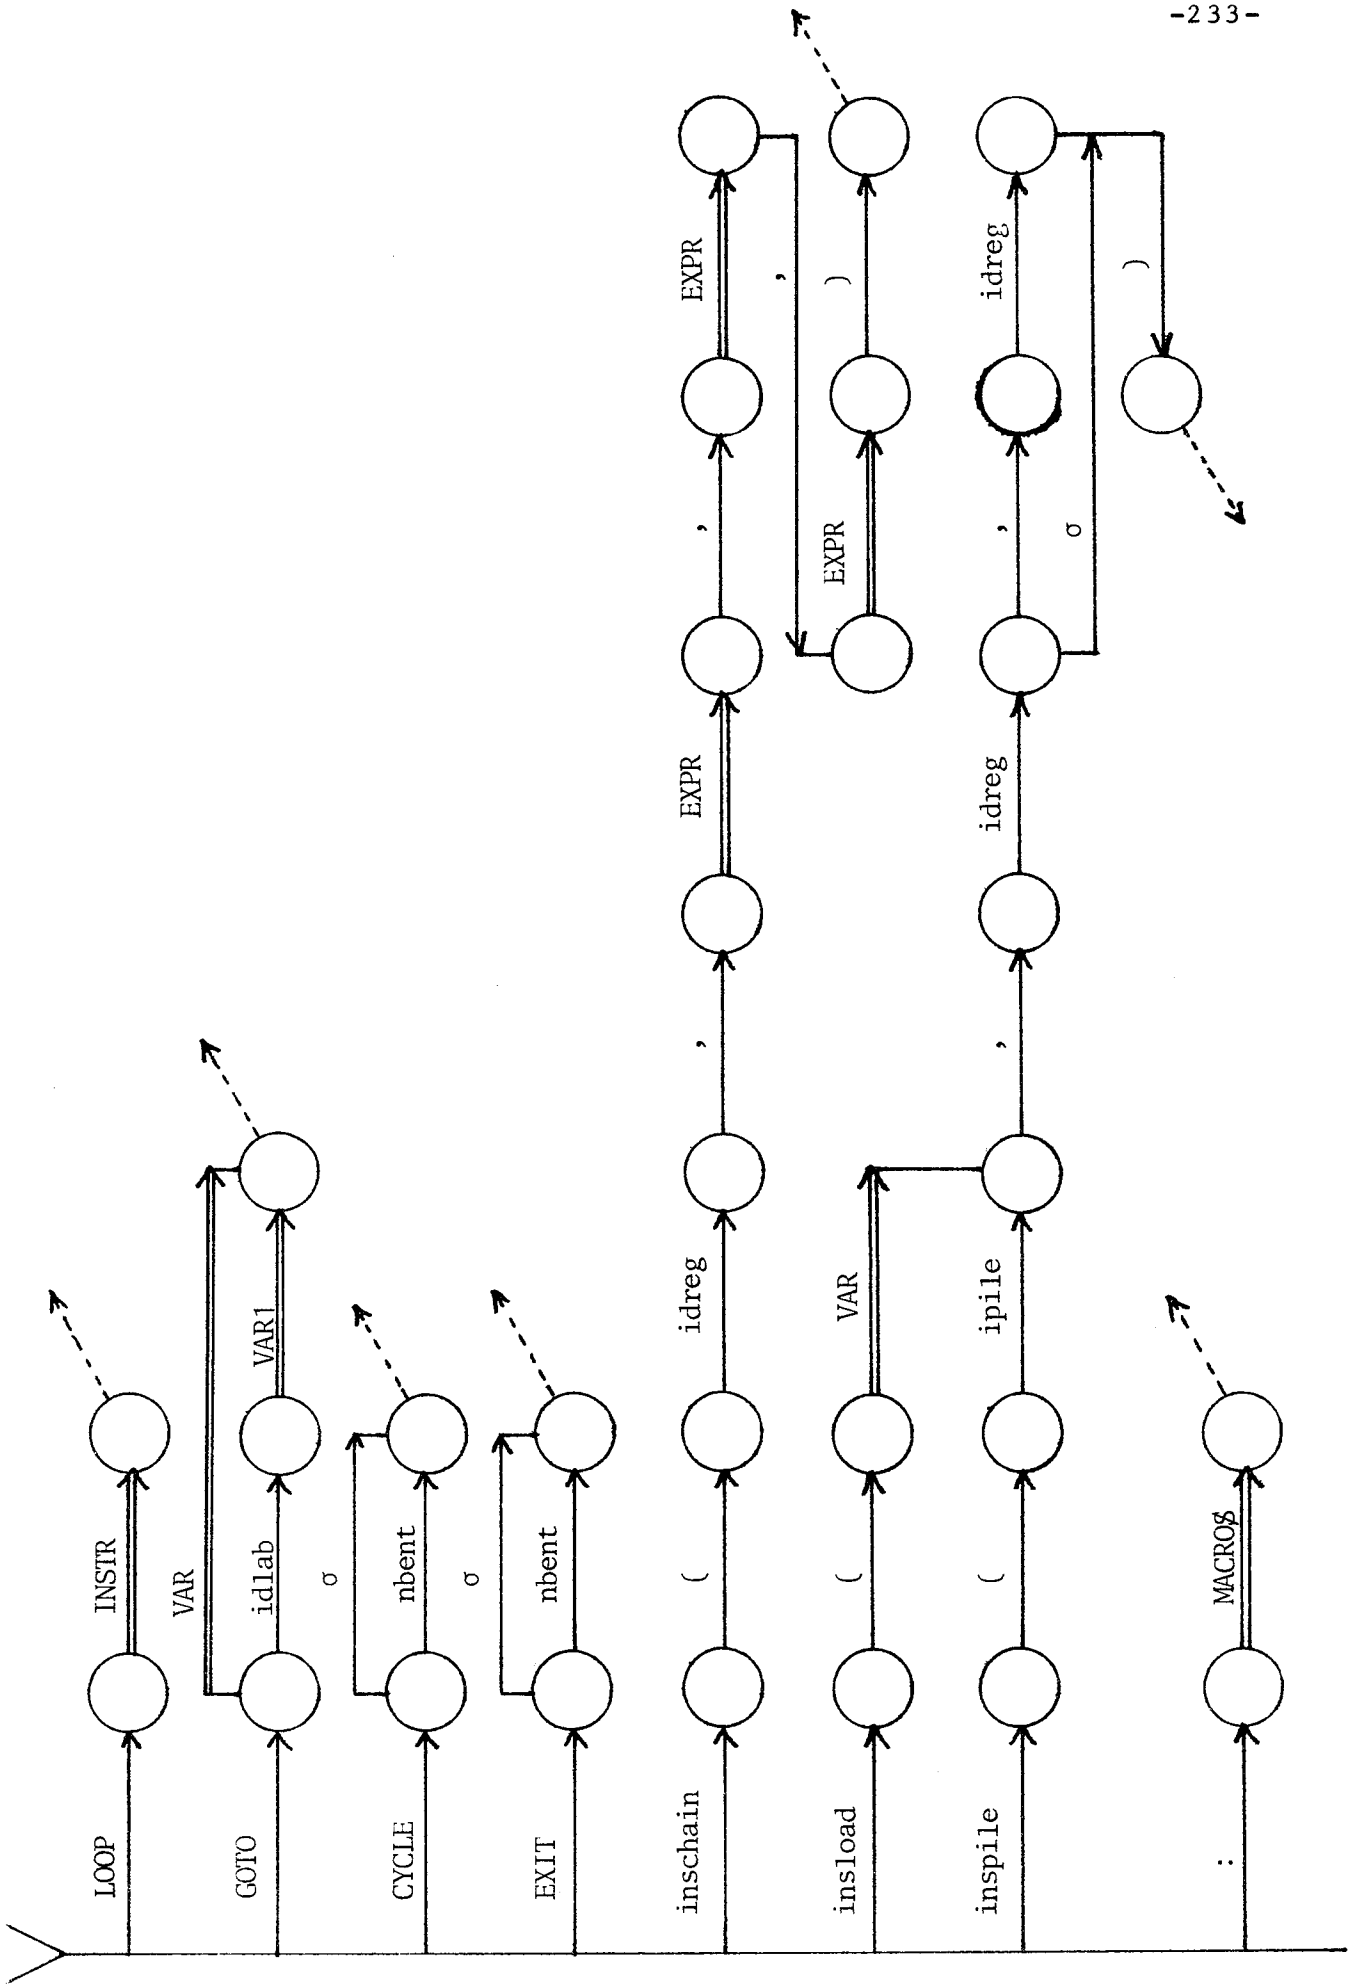 -233-
LOOP INSTR
VAR
GOTO idlab VAR1
σ
CYCLE nbent
σ
EXIT nbent
inschain ( idreg , EXPR , EXPR
,
EXPR )
insload ( VAR
inspile ( ipile , idreg , idreg
σ
)
: MACRO$